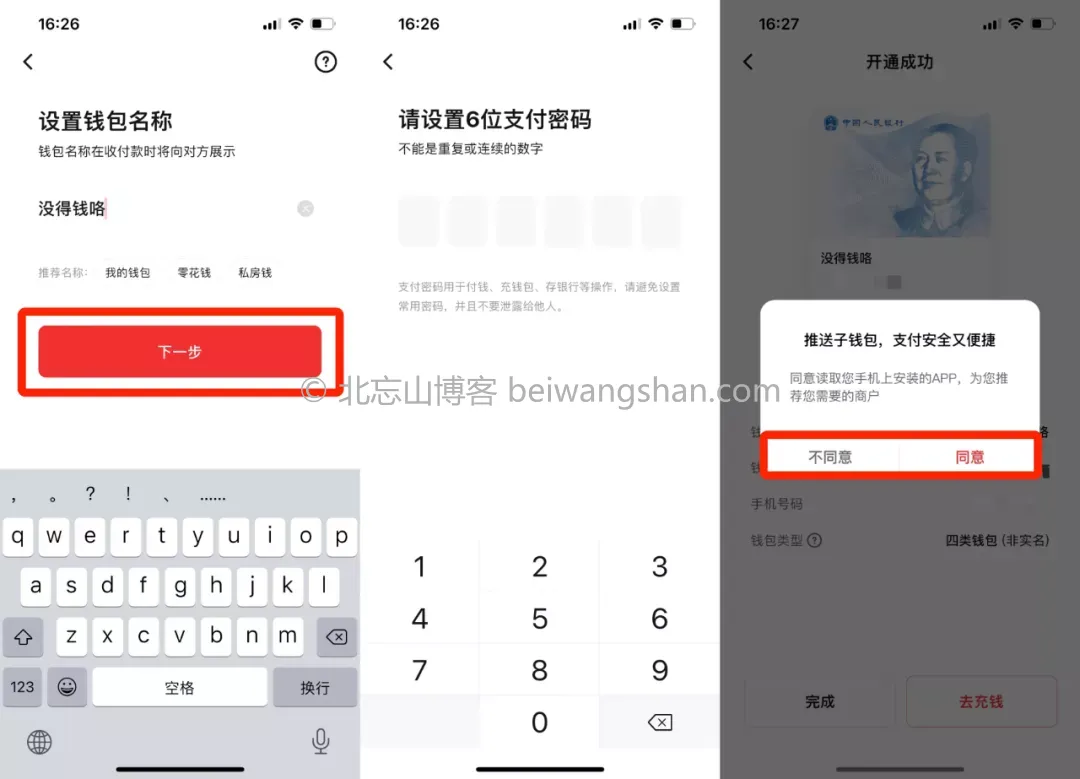 16:26
设置钱包名称
钱包名称在收付款时将向对方展示
没得钱咯
推荐名称: 我的钱包 零花钱 私房钱
下一步
， 。 ？ ！ 、 ……
q w e r t y u i o p
a s d f g h j k l
z x c v b n m
123 空格 换行
16:26
请设置6位支付密码
不能是重复或连续的数字
支付密码用于付钱、充钱包、存银行等操作，请避免设置
常用密码，并且不要泄露给他人。
1 2 3
4 5 6
7 8 9
0
16:27
开通成功
中国人民银行
没得钱咯
推送子钱包，支付安全又便捷
同意读取您手机上安装的APP，为您推
荐您需要的商户
不同意 同意
手机号码
钱包类型 四类钱包 (非实名)
完成 去充钱
© 北忘山博客 beiwangshan.com